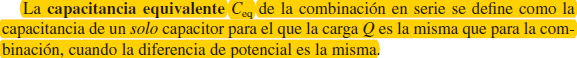 La capacitancia equivalente Ceq de la combinación en serie se define como la
capacitancia de un solo capacitor para el que la carga Q es la misma que para la com-
binación, cuando la diferencia de potencial es la misma.